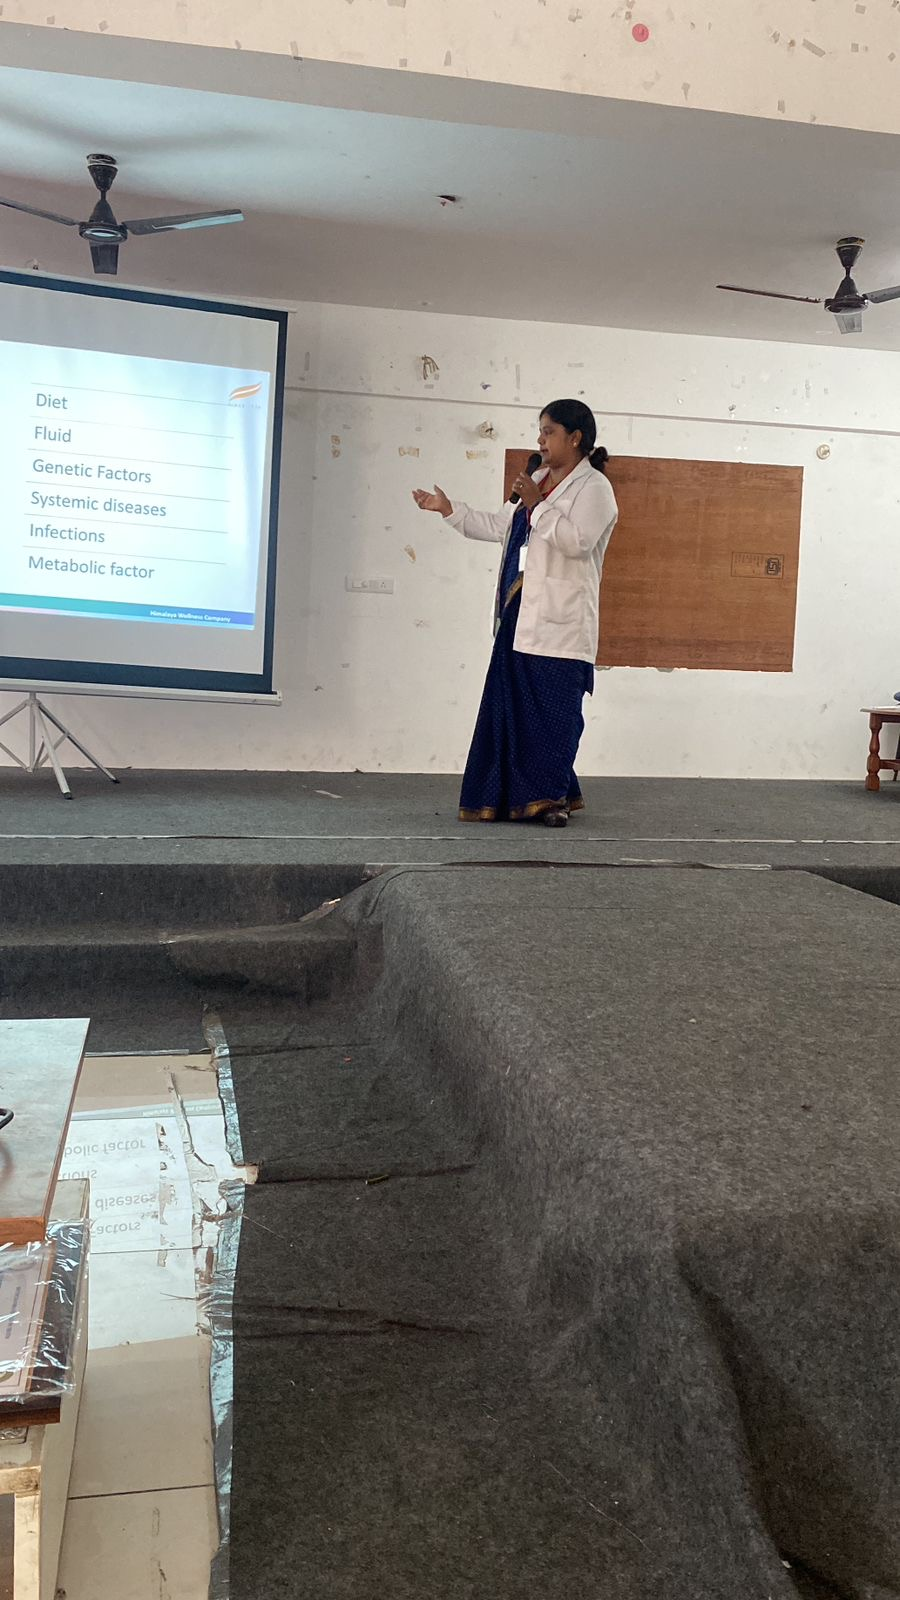 Diet
Fluid
Genetic Factors
Systemic diseases
Infections
Metabolic factor
Himalaya Wellness Company